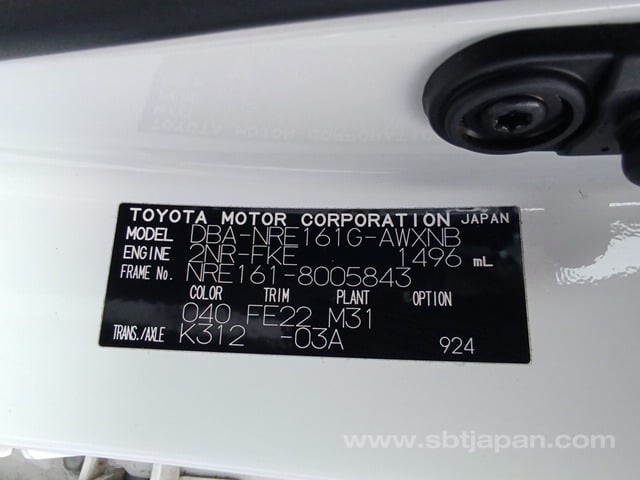 TOYOTA MOTOR CORPORATION JAPAN
MODEL DBA-NRE161G-AWXNB
ENGINE 2NR-FKE 1496 mL
FRAME No. NRE161-8005843
COLOR TRIM PLANT OPTION
040 FE22 M31
TRANS./AXLE K312 -03A 924
www.sbtjapan.com